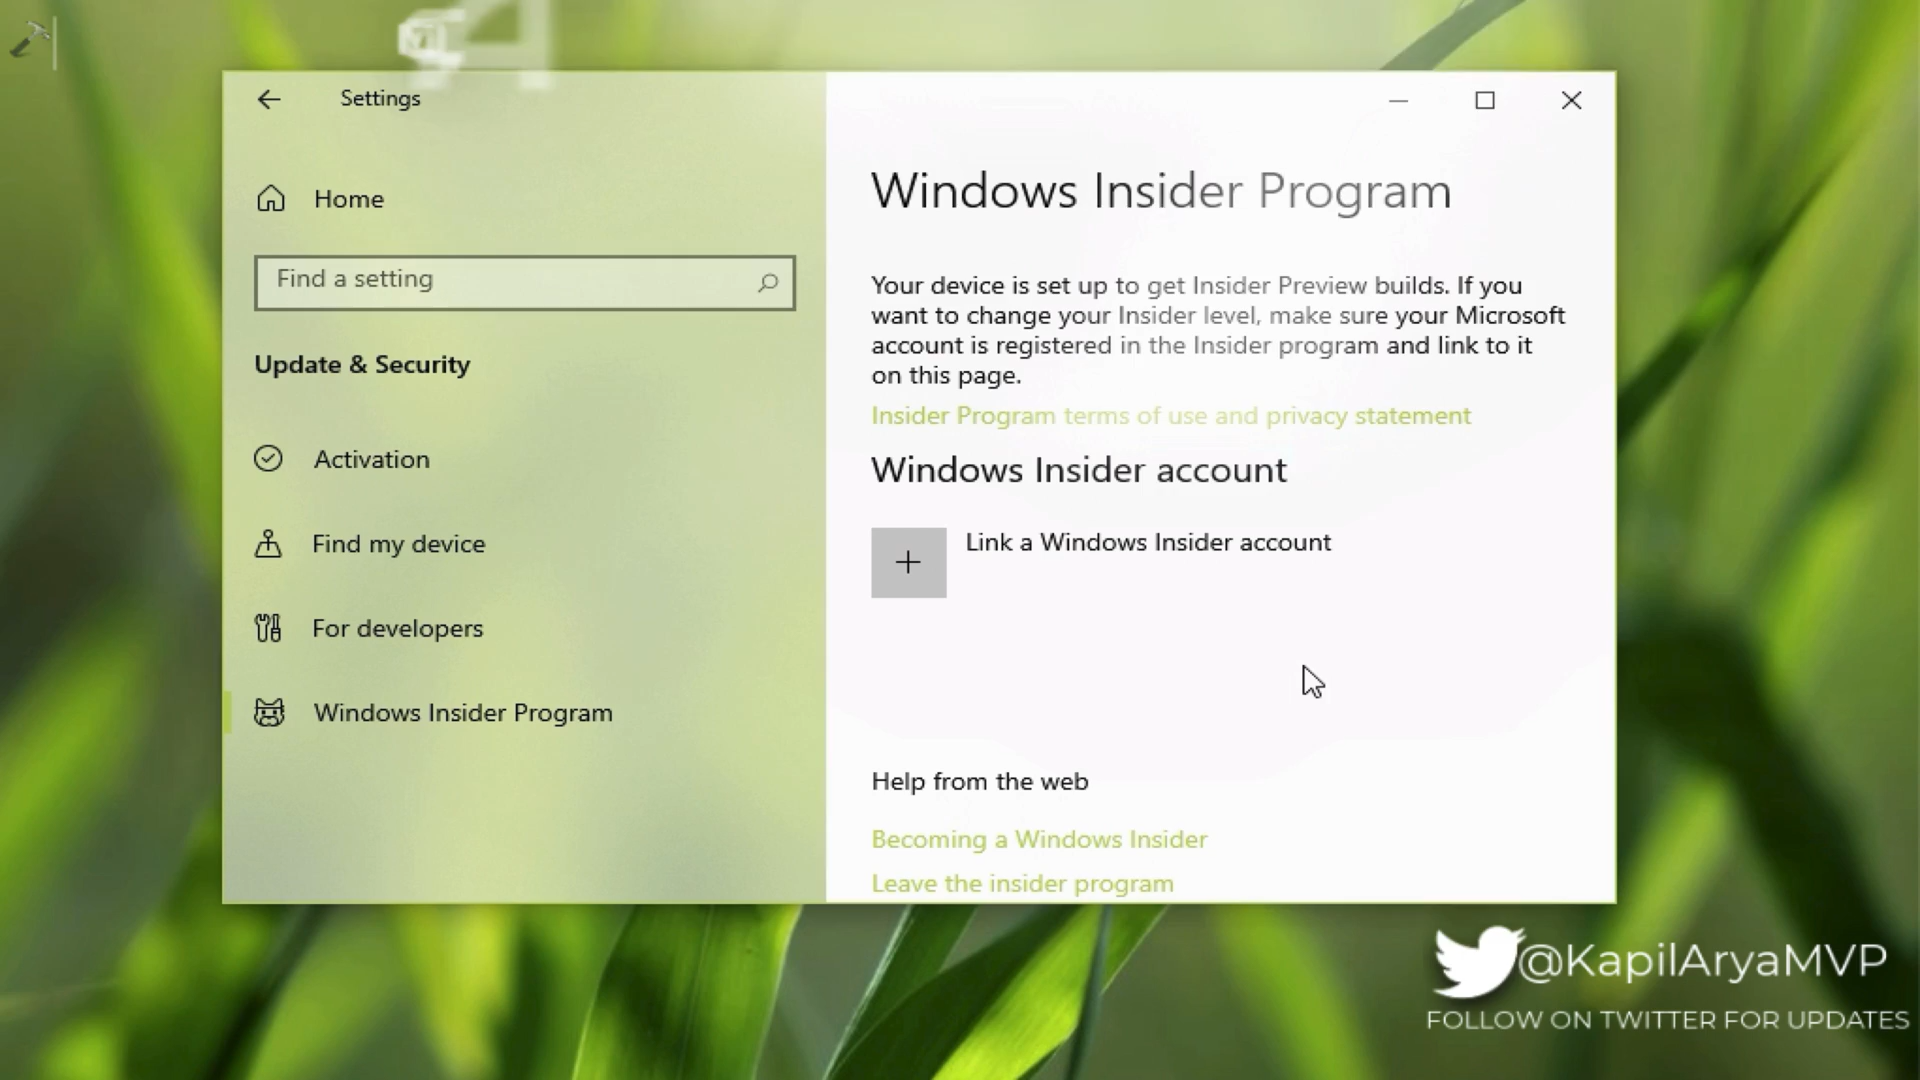 Settings
Home
Find a setting
Update & Security
Activation
Find my device
For developers
Windows Insider Program
Windows Insider Program
Your device is set up to get Insider Preview builds. If you
want to change your Insider level, make sure your Microsoft
account is registered in the Insider program and link to it
on this page.
Insider Program terms of use and privacy statement
Windows Insider account
Link a Windows Insider account
Help from the web
Becoming a Windows Insider
Leave the insider program
@KapilAryaMVP
FOLLOW ON TWITTER FOR UPDATES